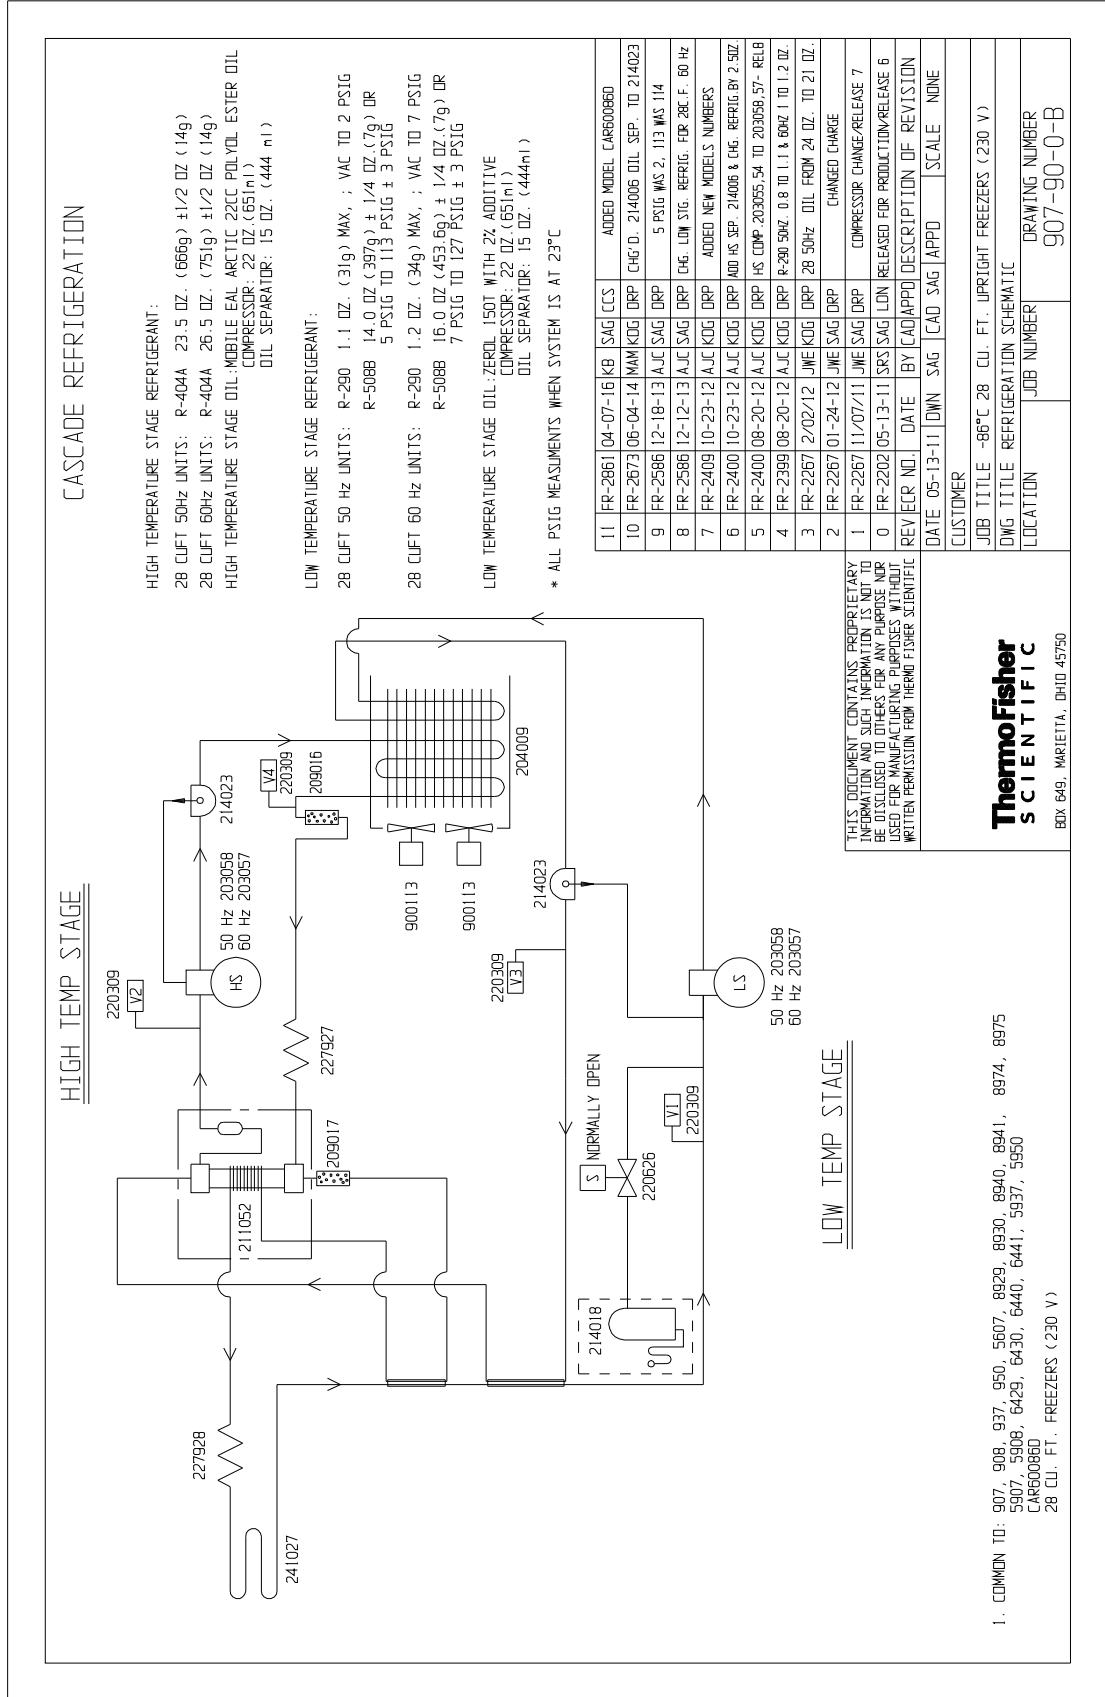 CASCADE REFRIGERATION
HIGH TEMPERATURE STAGE REFRIGERANT:
28 CUFT 50Hz UNITS: R-404A 23.5 OZ. (666g) ±1/2 OZ (14g)
28 CUFT 60Hz UNITS: R-404A 26.5 OZ. (751g) ±1/2 OZ (14g)
HIGH TEMPERATURE STAGE OIL:MOBILE EAL ARCTIC 22CC POLYOL ESTER OIL
COMPRESSOR: 22 OZ.(651ml)
OIL SEPARATOR: 15 OZ. (444 ml)
LOW TEMPERATURE STAGE REFRIGERANT:
28 CUFT 50 Hz UNITS: R-290 1.1 OZ. (31g) MAX, ; VAC TO 2 PSIG
R-508B 14.0 OZ (397g) ± 1/4 OZ.(7g) OR
5 PSIG TO 113 PSIG ± 3 PSIG
28 CUFT 60 Hz UNITS: R-290 1.2 OZ. (34g) MAX, ; VAC TO 7 PSIG
R-508B 16.0 OZ (453.6g) ± 1/4 OZ.(7g) OR
7 PSIG TO 127 PSIG ± 3 PSIG
LOW TEMPERATURE STAGE OIL:ZEROL 150T WITH 2% ADDITIVE
COMPRESSOR: 22 OZ.(651ml)
OIL SEPARATOR: 15 OZ. (444ml)
* ALL PSIG MEASUMENTS WHEN SYSTEM IS AT 23°C
HIGH TEMP STAGE
220309
V2
HS
50 Hz 203058
60 Hz 203057
214023
V4
220309
209016
204009
900113
900113
227927
211052
209017
227928
241027
214023
220309
V3
LS
50 Hz 203058
60 Hz 203057
S NORMALLY OPEN
220626
V1
220309
214018
LOW TEMP STAGE
1. COMMON TO: 907, 908, 937, 950, 5607, 8929, 8930, 8940, 8941, 8974, 8975
5907, 5908, 6429, 6430, 6440, 6441, 5937, 5950
CAR60086D
28 CU. FT. FREEZERS (230 V)
11 FR-2861 04-07-16 KB SAG CCS ADDED MODEL CAR60086D
10 FR-2673 06-04-14 MAM KDG DRP CHG'D. 214006 OIL SEP. TO 214023
9 FR-2586 12-18-13 AJC SAG DRP 5 PSIG WAS 2, 113 WAS 114
8 FR-2586 12-12-13 AJC SAG DRP CHG. LOW STG. REFRIG. FOR 28C.F. 60 Hz
7 FR-2409 10-23-12 AJC KDG DRP ADDED NEW MODELS NUMBERS
6 FR-2400 10-23-12 AJC KDG DRP ADD HS SEP. 214006 & CHG. REFRIG.BY 2.5OZ.
5 FR-2400 08-20-12 AJC KDG DRP HS COMP.203055,54 TO 203058,57- REL8
4 FR-2399 08-20-12 AJC KDG DRP R-290 50HZ. 0.8 TO 1.1 & 60HZ 1 TO 1.2 OZ.
3 FR-2267 2/02/12 JWE KDG DRP 28 50Hz OIL FROM 24 OZ. TO 21 OZ.
2 FR-2267 01-24-12 JWE SAG DRP CHANGED CHARGE
1 FR-2267 11/07/11 JWE SAG DRP COMPRESSOR CHANGE/RELEASE 7
0 FR-2202 05-13-11 SRS SAG LDN RELEASED FOR PRODUCTION/RELEASE 6
REV ECR NO. DATE BY CAD APPD DESCRIPTION OF REVISION
DATE 05-13-11 DWN SAG CAD SAG APPD SCALE NONE
CUSTOMER
JOB TITLE -86°C 28 CU. FT. UPRIGHT FREEZERS (230 V)
DWG TITLE REFRIGERATION SCHEMATIC
LOCATION JOB NUMBER DRAWING NUMBER
907-90-0-B
THIS DOCUMENT CONTAINS PROPRIETARY
INFORMATION AND SUCH INFORMATION IS NOT TO
BE DISCLOSED TO OTHERS FOR ANY PURPOSE NOR
USED FOR MANUFACTURING PURPOSES WITHOUT
WRITTEN PERMISSION FROM THERMO FISHER SCIENTIFIC
ThermoFisher
SCIENTIFIC
BOX 649, MARIETTA, OHIO 45750